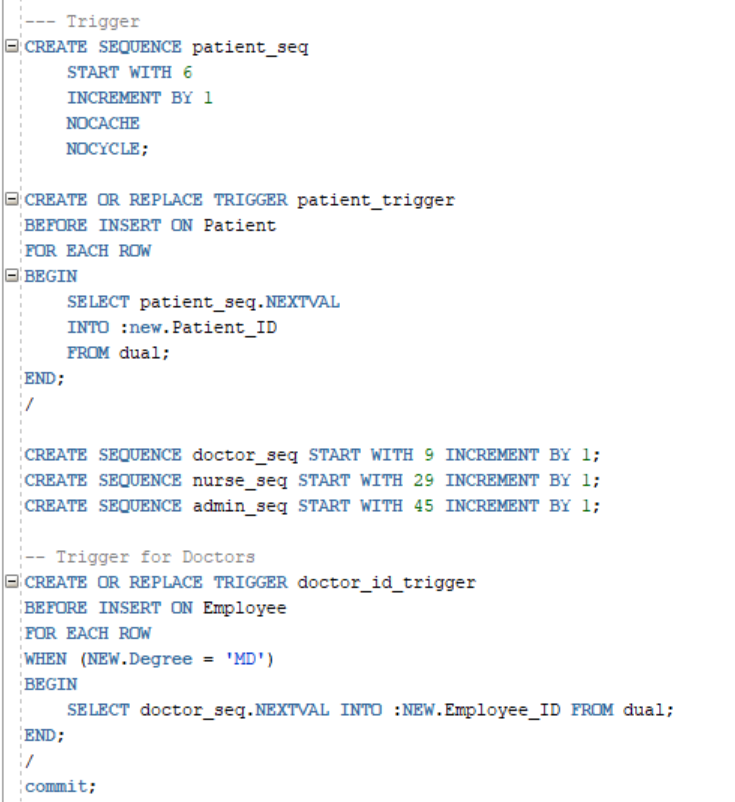 --- Trigger
CREATE SEQUENCE patient_seq
    START WITH 6
    INCREMENT BY 1
    NOCACHE
    NOCYCLE;

CREATE OR REPLACE TRIGGER patient_trigger
BEFORE INSERT ON Patient
FOR EACH ROW
BEGIN
    SELECT patient_seq.NEXTVAL
    INTO :new.Patient_ID
    FROM dual;
END;
/

CREATE SEQUENCE doctor_seq START WITH 9 INCREMENT BY 1;
CREATE SEQUENCE nurse_seq START WITH 29 INCREMENT BY 1;
CREATE SEQUENCE admin_seq START WITH 45 INCREMENT BY 1;

-- Trigger for Doctors
CREATE OR REPLACE TRIGGER doctor_id_trigger
BEFORE INSERT ON Employee
FOR EACH ROW
WHEN (NEW.Degree = 'MD')
BEGIN
    SELECT doctor_seq.NEXTVAL INTO :NEW.Employee_ID FROM dual;
END;
/
commit;